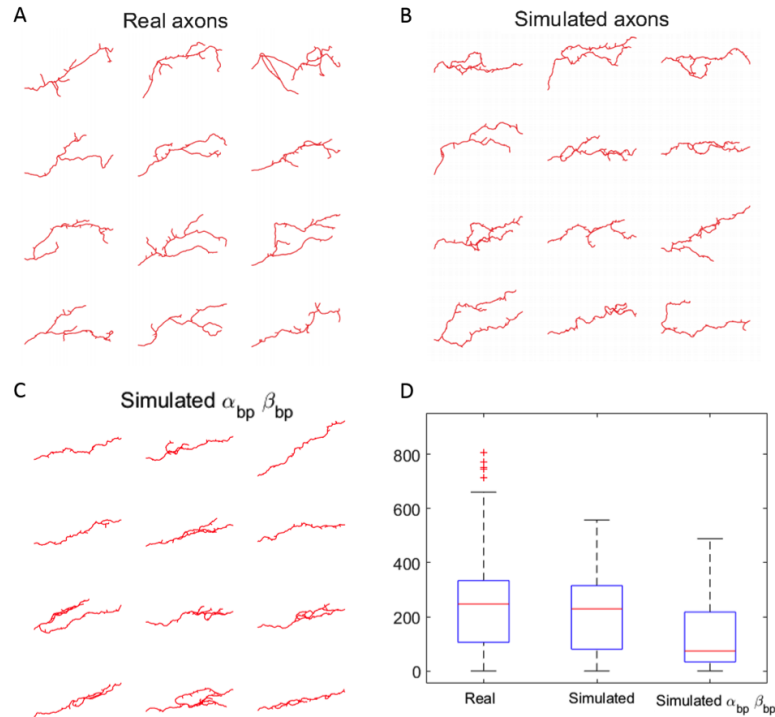 A
Real axons
B
Simulated axons
C
Simulated α_bp β_bp
D
800
600
400
200
0
Real
Simulated
Simulated α_bp β_bp